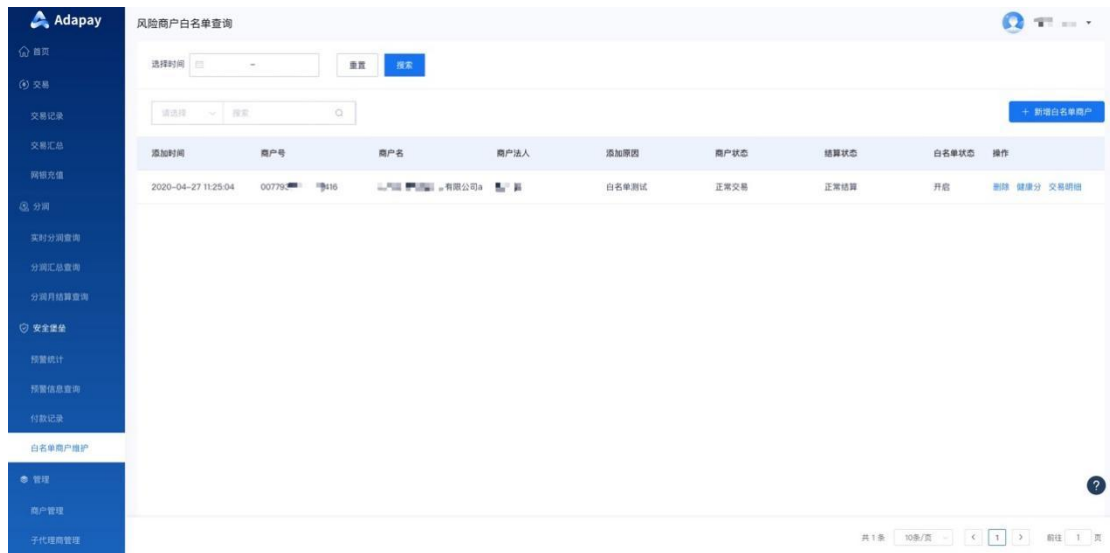 Adapay
风险商户白名单查询
首页
选择时间 - 重置 搜索
交易
交易记录
请选择 搜索
+ 新增白名单商户
交易汇总
添加时间 商户号 商户名 商户法人 添加原因 商户状态 结算状态 白名单状态 操作
网银充值
2020-04-27 11:25:04 00779 416 有限公司a 白名单测试 正常交易 正常结算 开启 删除 健康分 交易明细
分润
实时分润查询
分润汇总查询
分润月结算查询
安全堡垒
预警统计
预警信息查询
付款记录
白名单商户维护
管理
?
商户管理
子代理商管理
共 1 条 10条/页 < 1 > 前往 1 页